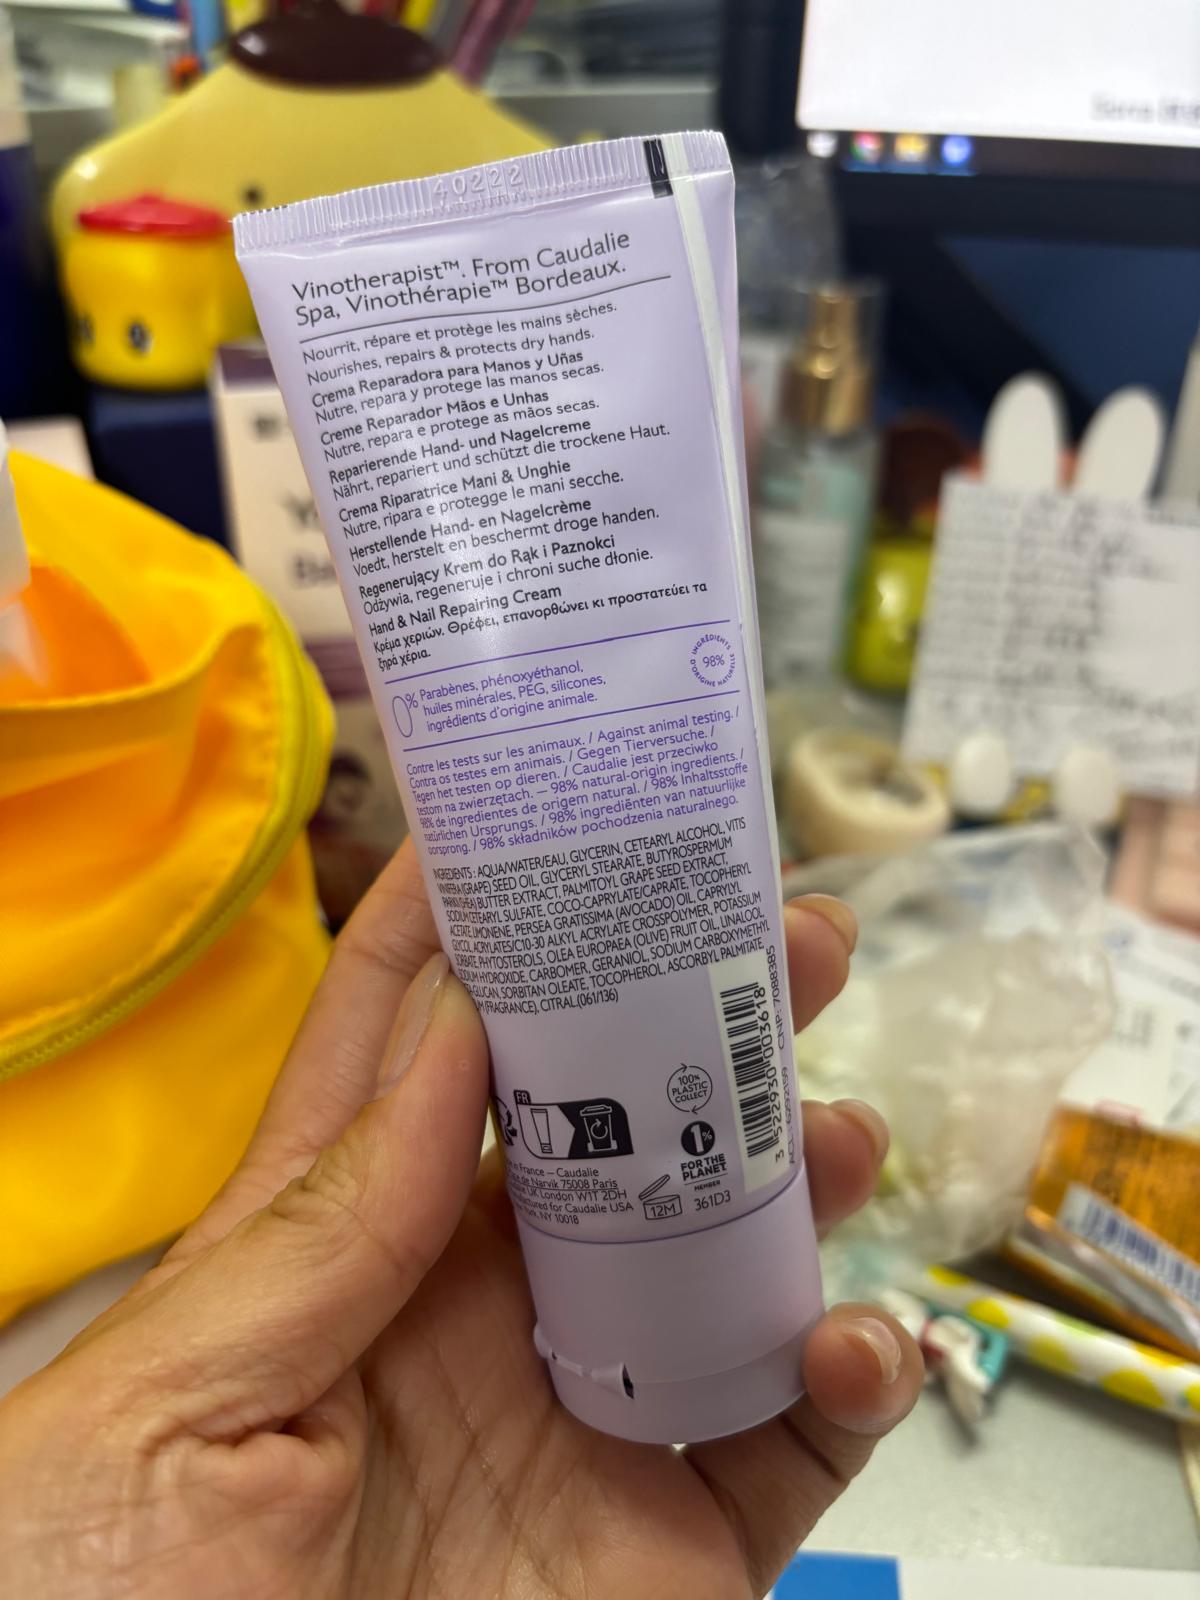 40222
Vinotherapist™. From Caudalie
Spa, Vinothérapie™ Bordeaux.
Nourrit, répare et protège les mains sèches.
Nourishes, repairs & protects dry hands.
Crema Reparadora para Manos y Uñas
Nutre, repara y protege las manos secas.
Creme Reparador Mãos e Unhas
Nutre, repara e protege as mãos secas.
Reparierende Hand- und Nagelcreme
Nährt, repariert und schützt die trockene Haut.
Crema Riparatrice Mani & Unghie
Nutre, ripara e protegge le mani secche.
Herstellende Hand- en Nagelcrème
Voedt, herstelt en beschermt droge handen.
Regenerujący Krem do Rąk i Paznokci
Odżywia, regeneruje i chroni suche dłonie.
Hand & Nail Repairing Cream
Κρέμα χεριών. Θρέφει, επανορθώνει κι προστατεύει τα
ξηρά χέρια.
0% Parabènes, phénoxyéthanol,
huiles minérales, PEG, silicones,
ingrédients d'origine animale.
INGRÉDIENTS D'ORIGINE NATURELLE
98%
Contre les tests sur les animaux. / Against animal testing. /
Contra os testes em animais. / Gegen Tierversuche. /
Tegen het testen op dieren. / Caudalie jest przeciwko
testom na zwierzętach. — 98% natural-origin ingredients. /
98% de ingredientes de origem natural. / 98% Inhaltsstoffe
natürlichen Ursprungs. / 98% ingrediënten van natuurlijke
oorsprong. / 98% składników pochodzenia naturalnego.
INGREDIENTS : AQUA/WATER/EAU, GLYCERIN, CETEARYL ALCOHOL, VITIS
VINIFERA (GRAPE) SEED OIL, GLYCERYL STEARATE, BUTYROSPERMUM
PARKII (SHEA) BUTTER EXTRACT, PALMITOYL GRAPE SEED EXTRACT,
SODIUM CETEARYL SULFATE, COCO-CAPRYLATE/CAPRATE, TOCOPHERYL
ACETATE, LIMONENE, PERSEA GRATISSIMA (AVOCADO) OIL, CAPRYLYL
GLYCOL, ACRYLATES/C10-30 ALKYL ACRYLATE CROSSPOLYMER, POTASSIUM
SORBATE, PHYTOSTEROLS, OLEA EUROPAEA (OLIVE) FRUIT OIL, LINALOOL,
SODIUM HYDROXIDE, CARBOMER, GERANIOL, SODIUM CARBOXYMETHYL
-GLUCAN, SORBITAN OLEATE, TOCOPHEROL, ASCORBYL PALMITATE,
(FRAGRANCE), CITRAL.(061/136)
3 522930 003618
ACL : 6292159 CNP: 7088385
100%
PLASTIC
COLLECT
FR
1%
FOR THE
PLANET
MEMBER
in France – Caudalie
de Narvik 75008 Paris
UK London W1T 2DH
for Caudalie USA
NY 10018
12M
361D3